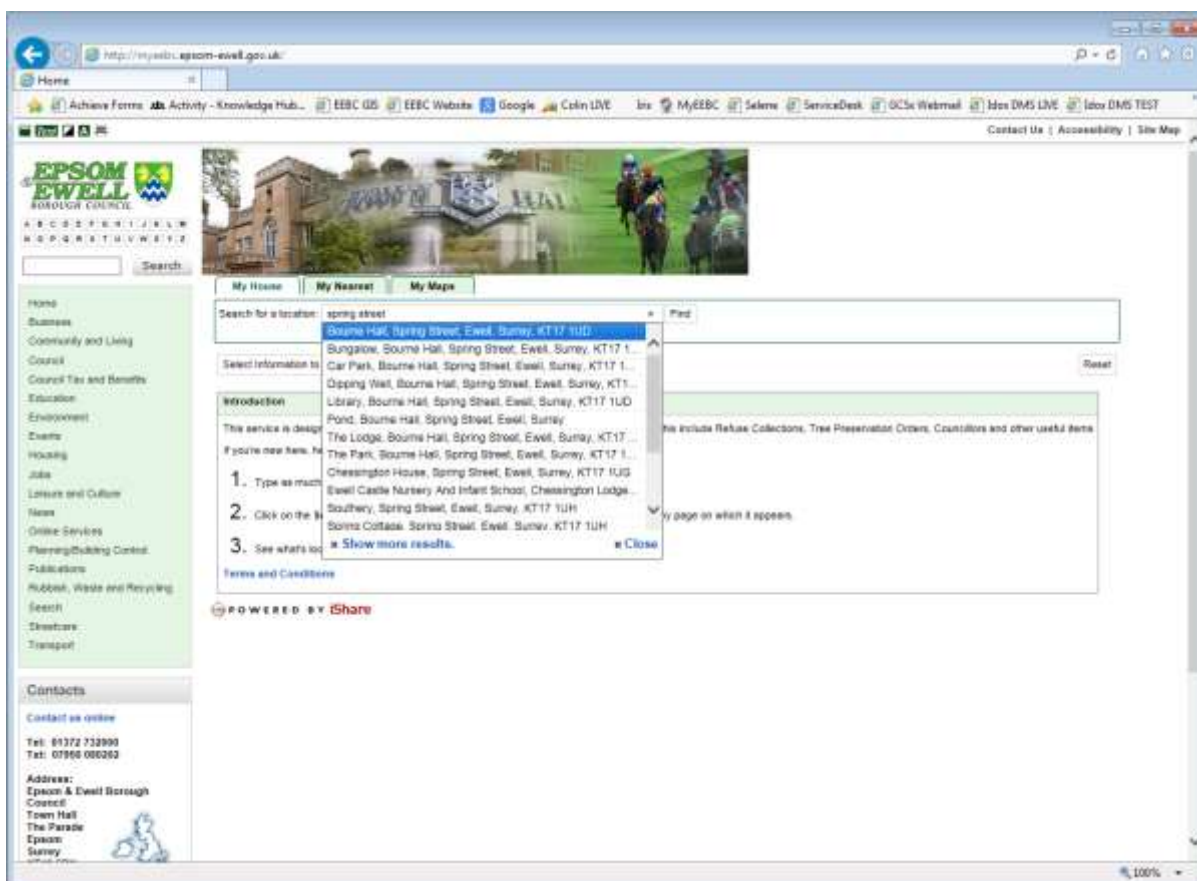 http://myeebc.epsom-ewell.gov.uk/
Home
Achieve Forms
Activity - Knowledge Hub...
EEBC GIS
EEBC Website
Google
Colin LIVE
Iris
MyEEBC
Selene
ServiceDesk
GCSx Webmail
Idox DMS LIVE
Idox DMS TEST
Text
Contact Us | Accessibility | Site Map
EPSOM
& EWELL
BOROUGH COUNCIL
A B C D E F G H I J K L M
N O P Q R S T U V W X Y Z
Search
TOWN HALL
My House
My Nearest
My Maps
Search for a location:
spring street
Find
Bourne Hall, Spring Street, Ewell, Surrey, KT17 1UD
Bungalow, Bourne Hall, Spring Street, Ewell, Surrey, KT17 1...
Car Park, Bourne Hall, Spring Street, Ewell, Surrey, KT17 1...
Dipping Well, Bourne Hall, Spring Street, Ewell, Surrey, KT1...
Library, Bourne Hall, Spring Street, Ewell, Surrey, KT17 1UD
Pond, Bourne Hall, Spring Street, Ewell, Surrey
The Lodge, Bourne Hall, Spring Street, Ewell, Surrey, KT17 ...
The Park, Bourne Hall, Spring Street, Ewell, Surrey, KT17 1...
Chessington House, Spring Street, Ewell, Surrey, KT17 1UG
Ewell Castle Nursery And Infant School, Chessington Lodge...
Southery, Spring Street, Ewell, Surrey, KT17 1UH
Spring Cottage, Spring Street, Ewell, Surrey, KT17 1UH
Show more results.
Close
Select Information to
Reset
Introduction
This service is design
his include Refuse Collections, Tree Preservation Orders, Councillors and other useful items
If you're new here, he
1. Type as much
2. Click on the B
y page on which it appears.
3. See what's loc
Terms and Conditions
POWERED BY iShare
Home
Business
Community and Living
Council
Council Tax and Benefits
Education
Environment
Events
Housing
Jobs
Leisure and Culture
News
Online Services
Planning/Building Control
Publications
Rubbish, Waste and Recycling
Search
Streetcare
Transport
Contacts
Contact us online
Tel: 01372 732000
Address:
Epsom & Ewell Borough
Council
Town Hall
The Parade
Epsom
Surrey
100%